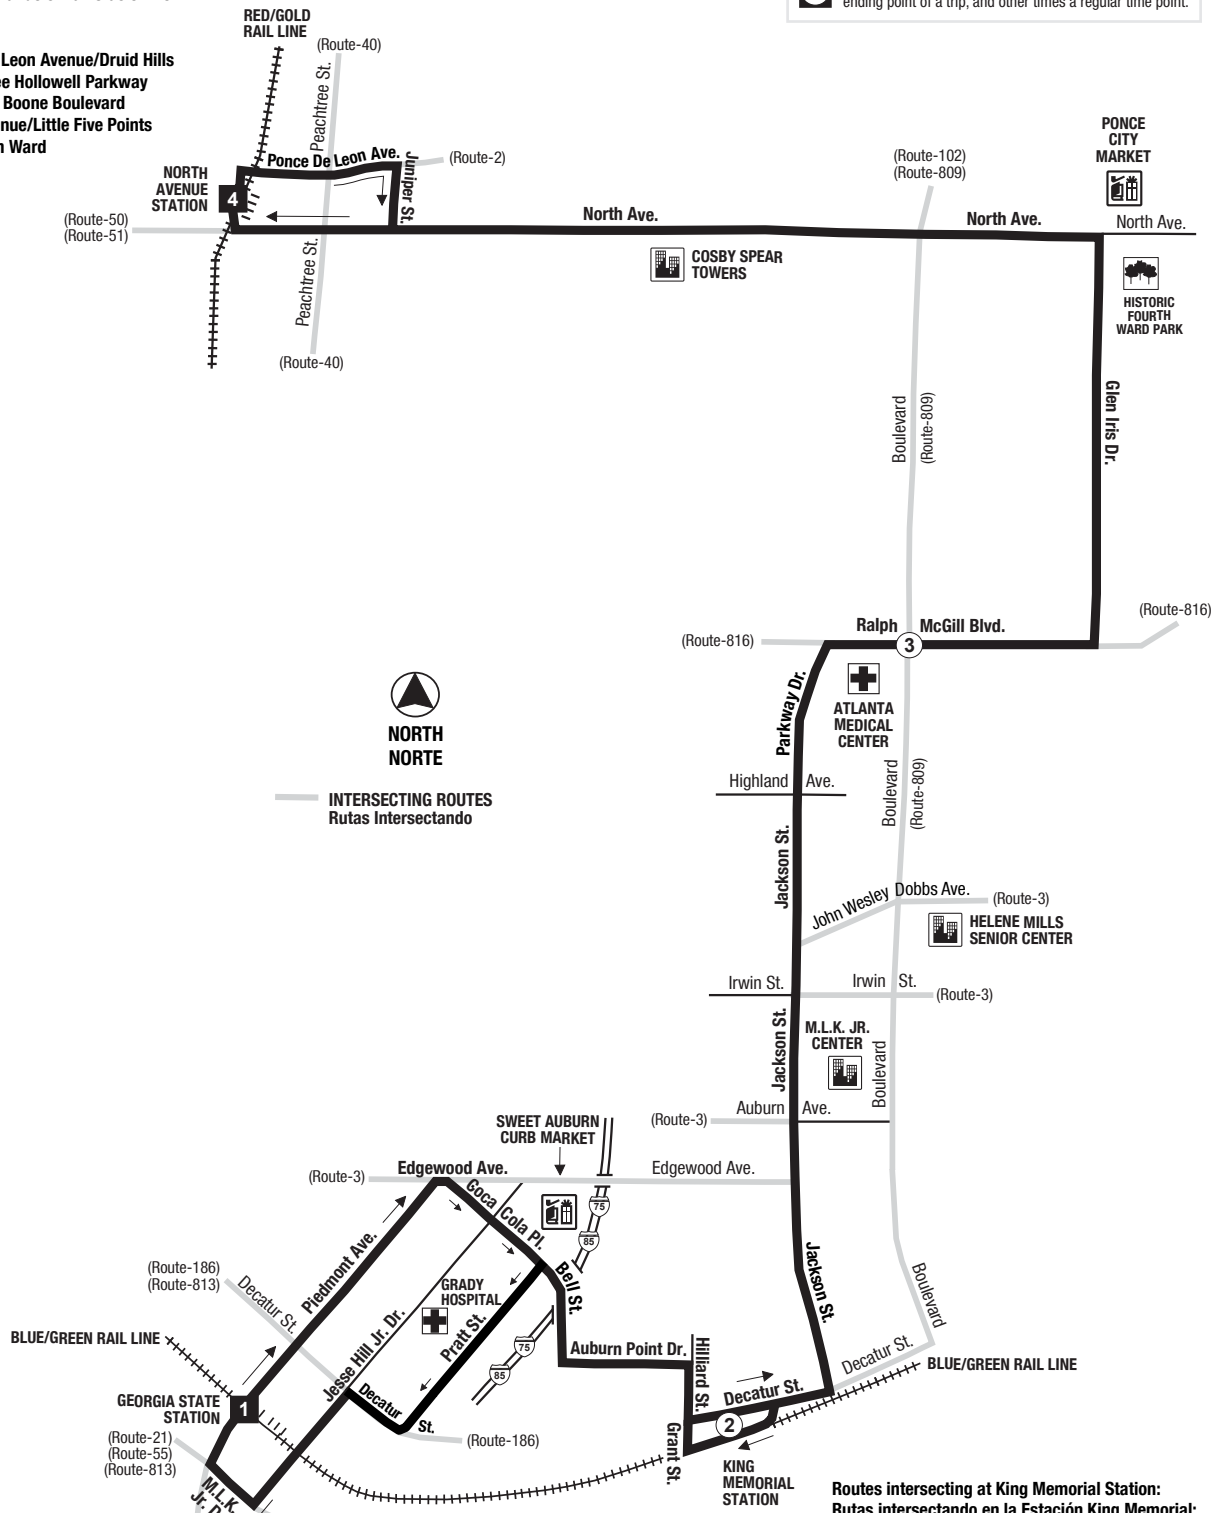 ending point of a trip, and other times a regular time point.
RED/GOLD
RAIL LINE
(Route-40)
Leon Avenue/Druid Hills
Hollowell Parkway
Boone Boulevard
/Little Five Points
Ward
Peachtree St.
Ponce De Leon Ave.
Juniper St.
(Route-2)
NORTH
AVENUE
STATION
4
(Route-50)
(Route-51)
Peachtree St.
(Route-40)
North Ave.
COSBY SPEAR
TOWERS
(Route-102)
(Route-809)
North Ave.
PONCE
CITY
MARKET
North Ave.
HISTORIC
FOURTH
WARD PARK
Boulevard
(Route-809)
Glen Iris Dr.
(Route-816)
Ralph McGill Blvd.
3
(Route-816)
Parkway Dr.
ATLANTA
MEDICAL
CENTER
NORTH
NORTE
INTERSECTING ROUTES
Rutas Intersectando
Highland Ave.
Boulevard
(Route-809)
Jackson St.
John Wesley Dobbs Ave.
(Route-3)
HELENE MILLS
SENIOR CENTER
Irwin St.
Irwin St.
(Route-3)
Jackson St.
M.L.K. JR.
CENTER
Boulevard
(Route-3)
Auburn Ave.
SWEET AUBURN
CURB MARKET
(Route-3)
Edgewood Ave.
Edgewood Ave.
Coca Cola Pl.
75
85
Piedmont Ave.
(Route-186)
(Route-813)
Decatur St.
GRADY
HOSPITAL
Bell St.
Jackson St.
Boulevard
Jesse Hill Jr. Dr.
Pratt St.
75
85
Auburn Point Dr.
Hilliard St.
Decatur St.
BLUE/GREEN RAIL LINE
BLUE/GREEN RAIL LINE
GEORGIA STATE
STATION
1
Decatur St.
(Route-186)
Decatur St.
2
Grant St.
KING
MEMORIAL
STATION
(Route-21)
(Route-55)
(Route-813)
M.L.K.
Jr.
Routes intersecting at King Memorial Station:
Rutas intersectando en la Estación King Memorial: